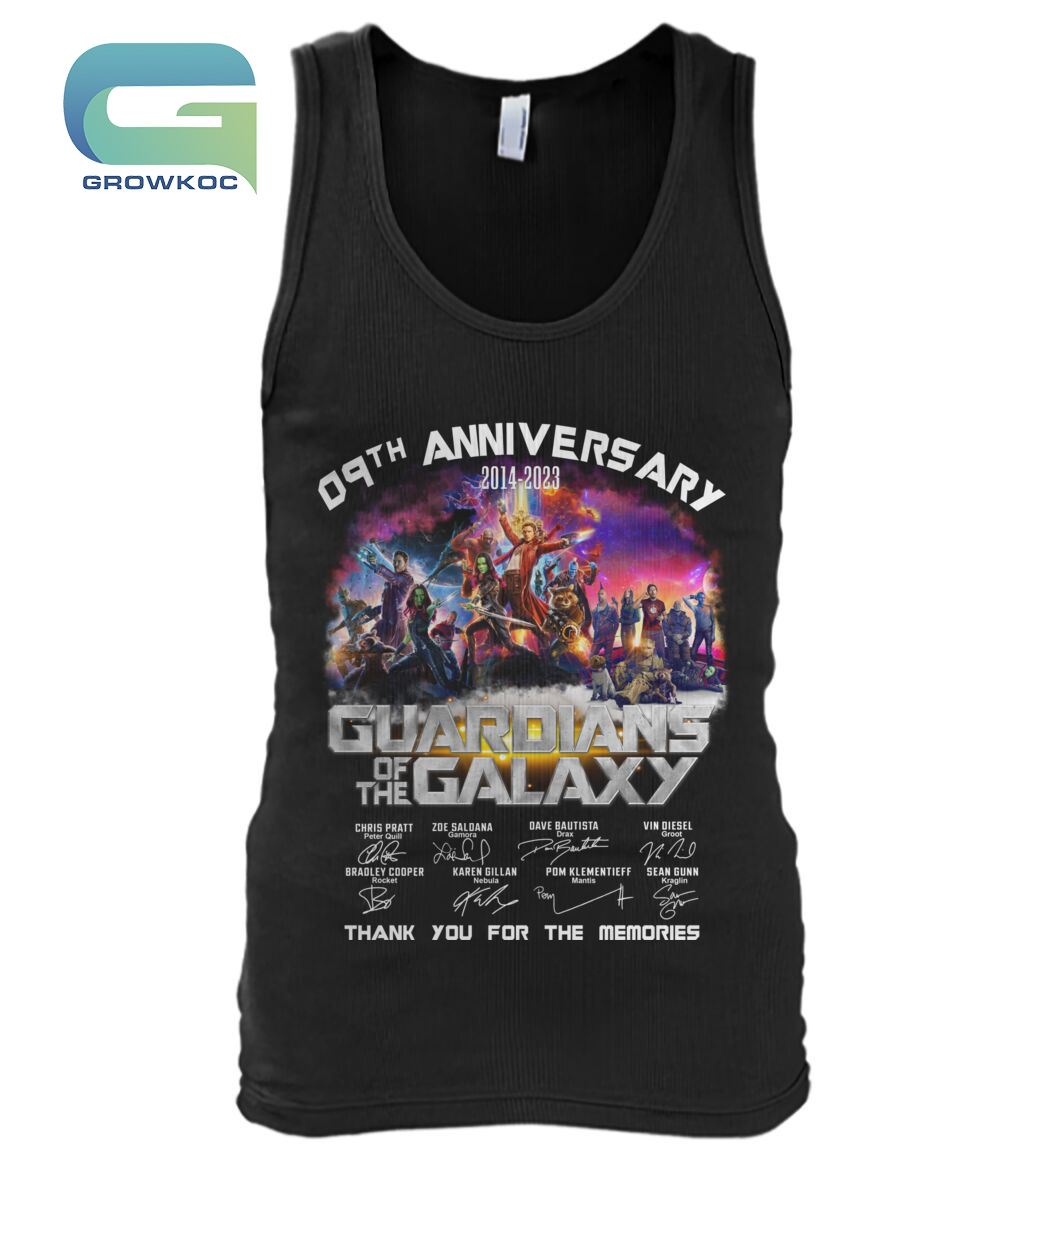 GROWKOC
09TH ANNIVERSARY
2014-2023
GUARDIANS
OF THE GALAXY
CHRIS PRATT ZOE SALDANA DAVE BAUTISTA VIN DIESEL
Peter Quill Gamora Drax Groot
BRADLEY COOPER KAREN GILLAN POM KLEMENTIEFF SEAN GUNN
Rocket Nebula Mantis Kraglin
THANK YOU FOR THE MEMORIES